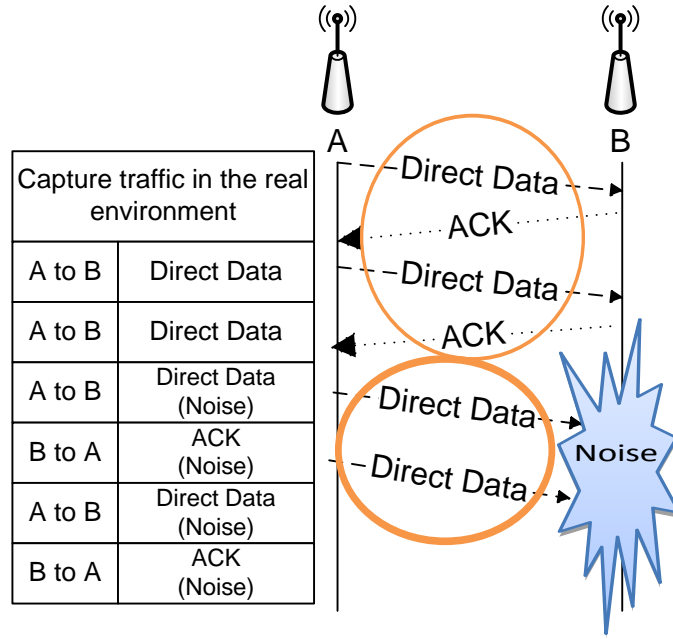 A
B
Capture traffic in the real
environment
A to B
Direct Data
A to B
Direct Data
A to B
Direct Data
(Noise)
B to A
ACK
(Noise)
A to B
Direct Data
(Noise)
B to A
ACK
(Noise)
Direct Data
ACK
Direct Data
ACK
Direct Data
Direct Data
Noise